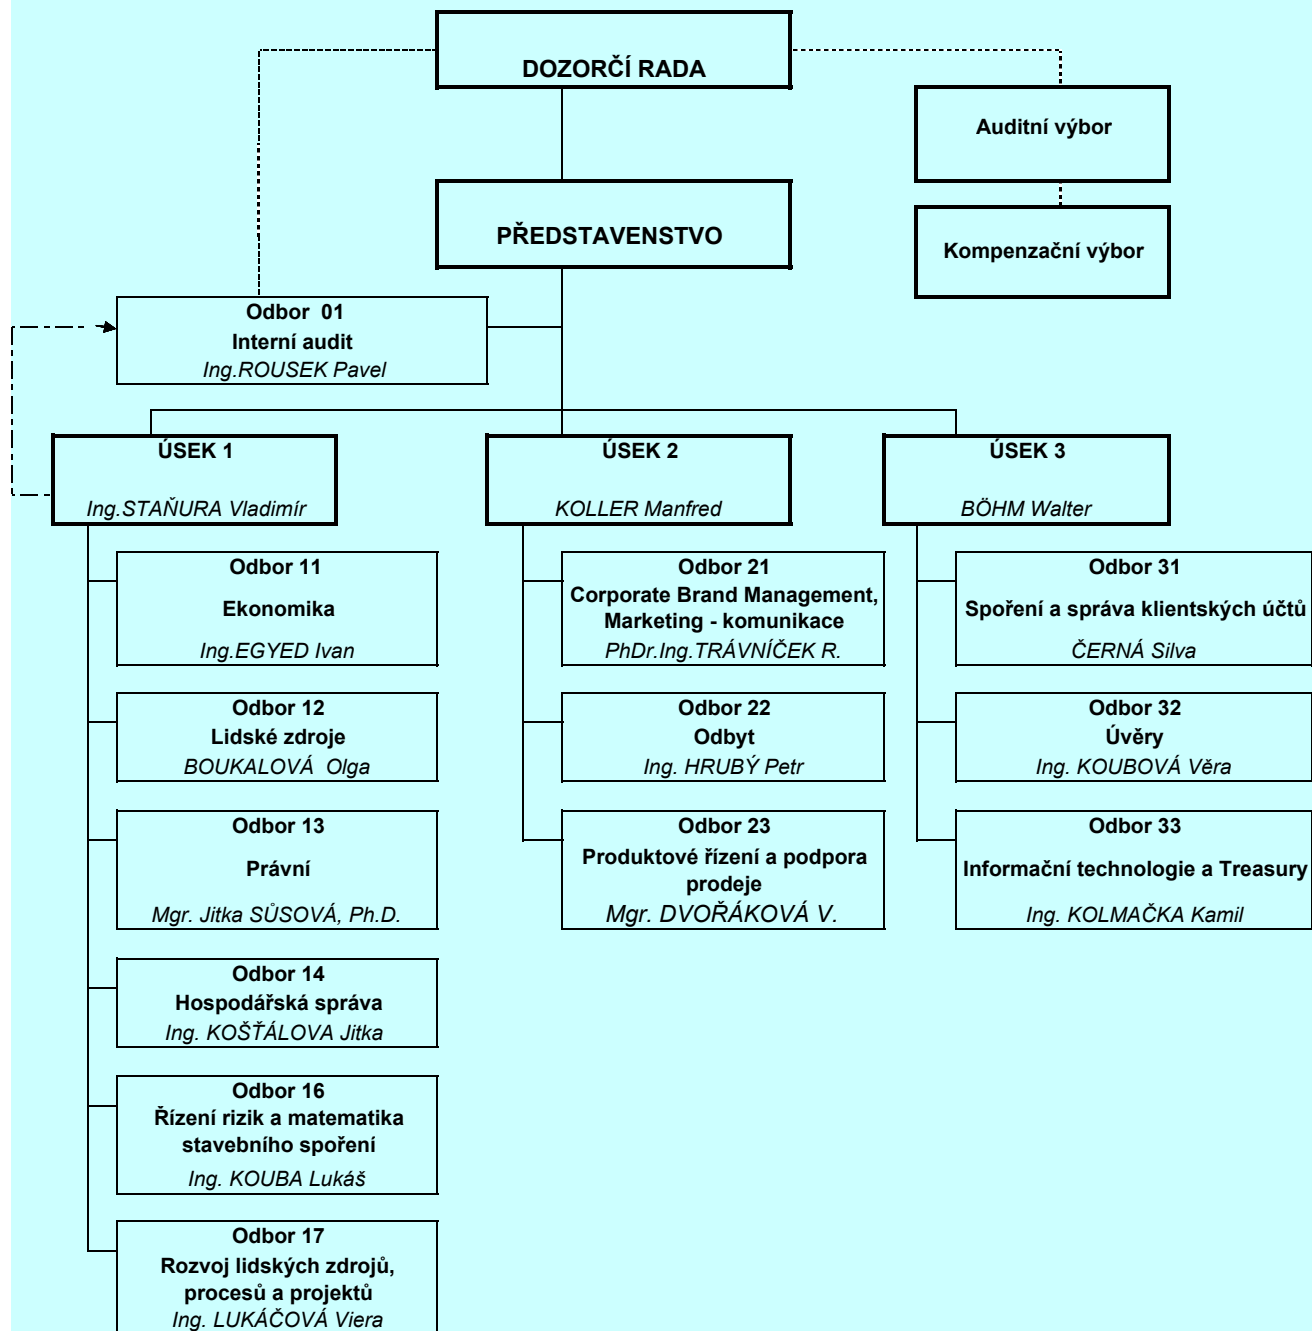 DOZORČÍ RADA
Auditní výbor
PŘEDSTAVENSTVO
Kompenzační výbor
Odbor 01
Interní audit
Ing.ROUSEK Pavel
ÚSEK 1
Ing.STAŇURA Vladimír
ÚSEK 2
KOLLER Manfred
ÚSEK 3
BÖHM Walter
Odbor 11
Ekonomika
Ing.EGYED Ivan
Odbor 12
Lidské zdroje
BOUKALOVÁ Olga
Odbor 13
Právní
Mgr. Jitka SŮSOVÁ, Ph.D.
Odbor 14
Hospodářská správa
Ing. KOŠŤÁLOVA Jitka
Odbor 16
Řízení rizik a matematika
stavebního spoření
Ing. KOUBA Lukáš
Odbor 17
Rozvoj lidských zdrojů,
procesů a projektů
Ing. LUKÁČOVÁ Viera
Odbor 21
Corporate Brand Management,
Marketing - komunikace
PhDr.Ing.TRÁVNÍČEK R.
Odbor 22
Odbyt
Ing. HRUBÝ Petr
Odbor 23
Produktové řízení a podpora
prodeje
Mgr. DVOŘÁKOVÁ V.
Odbor 31
Spoření a správa klientských účtů
ČERNÁ Silva
Odbor 32
Úvěry
Ing. KOUBOVÁ Věra
Odbor 33
Informační technologie a Treasury
Ing. KOLMAČKA Kamil